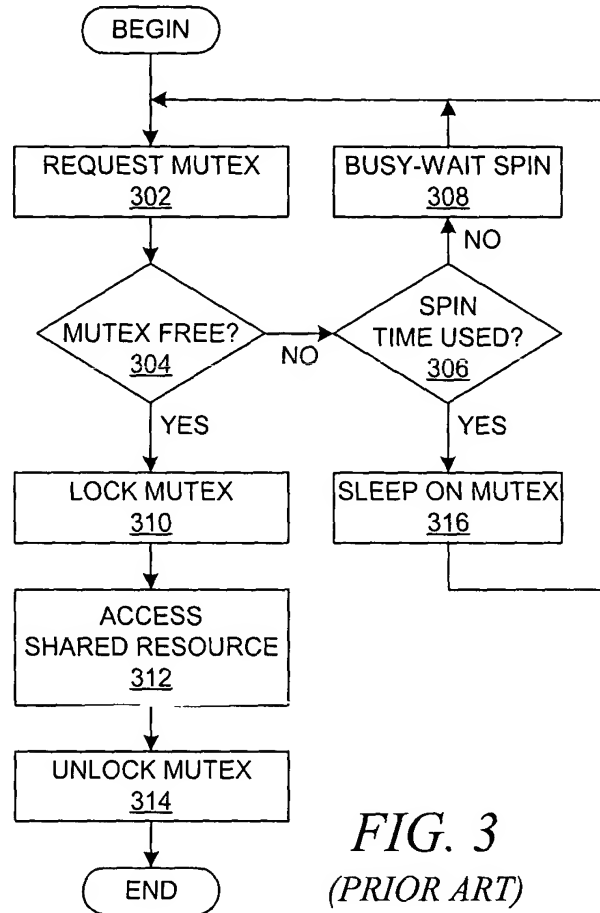 BEGIN
REQUEST MUTEX
302
BUSY-WAIT SPIN
308
NO
MUTEX FREE?
304
NO
SPIN
TIME USED?
306
YES
YES
LOCK MUTEX
310
SLEEP ON MUTEX
316
ACCESS
SHARED RESOURCE
312
UNLOCK MUTEX
314
END
FIG. 3
(PRIOR ART)